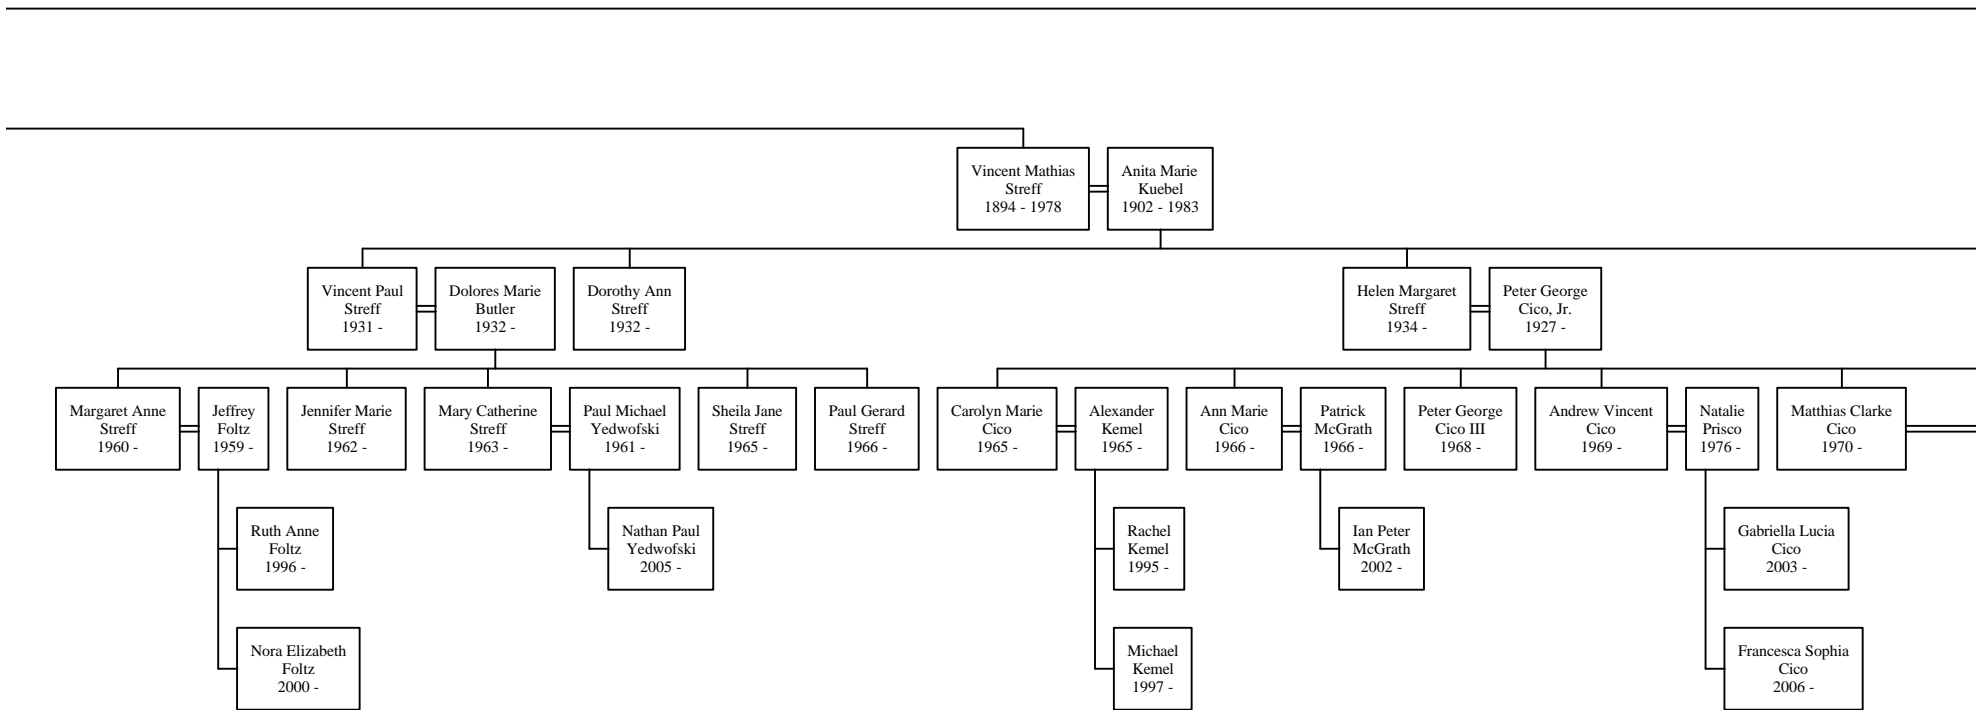 Vincent Mathias
Streff
1894 - 1978
Anita Marie
Kuebel
1902 - 1983
Vincent Paul
Streff
1931 -
Dolores Marie
Butler
1932 -
Dorothy Ann
Streff
1932 -
Helen Margaret
Streff
1934 -
Peter George
Cico, Jr.
1927 -
Margaret Anne
Streff
1960 -
Jeffrey
Foltz
1959 -
Jennifer Marie
Streff
1962 -
Mary Catherine
Streff
1963 -
Paul Michael
Yedwofski
1961 -
Sheila Jane
Streff
1965 -
Paul Gerard
Streff
1966 -
Carolyn Marie
Cico
1965 -
Alexander
Kemel
1965 -
Ann Marie
Cico
1966 -
Patrick
McGrath
1966 -
Peter George
Cico III
1968 -
Andrew Vincent
Cico
1969 -
Natalie
Prisco
1976 -
Matthias Clarke
Cico
1970 -
Ruth Anne
Foltz
1996 -
Nathan Paul
Yedwofski
2005 -
Rachel
Kemel
1995 -
Ian Peter
McGrath
2002 -
Gabriella Lucia
Cico
2003 -
Nora Elizabeth
Foltz
2000 -
Michael
Kemel
1997 -
Francesca Sophia
Cico
2006 -